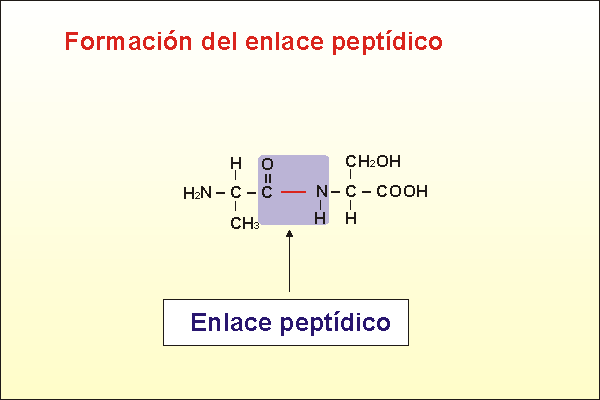 Formación del enlace peptídico
H O CH2OH
H2N – C – C — N – C – COOH
CH3 H H
Enlace peptídico